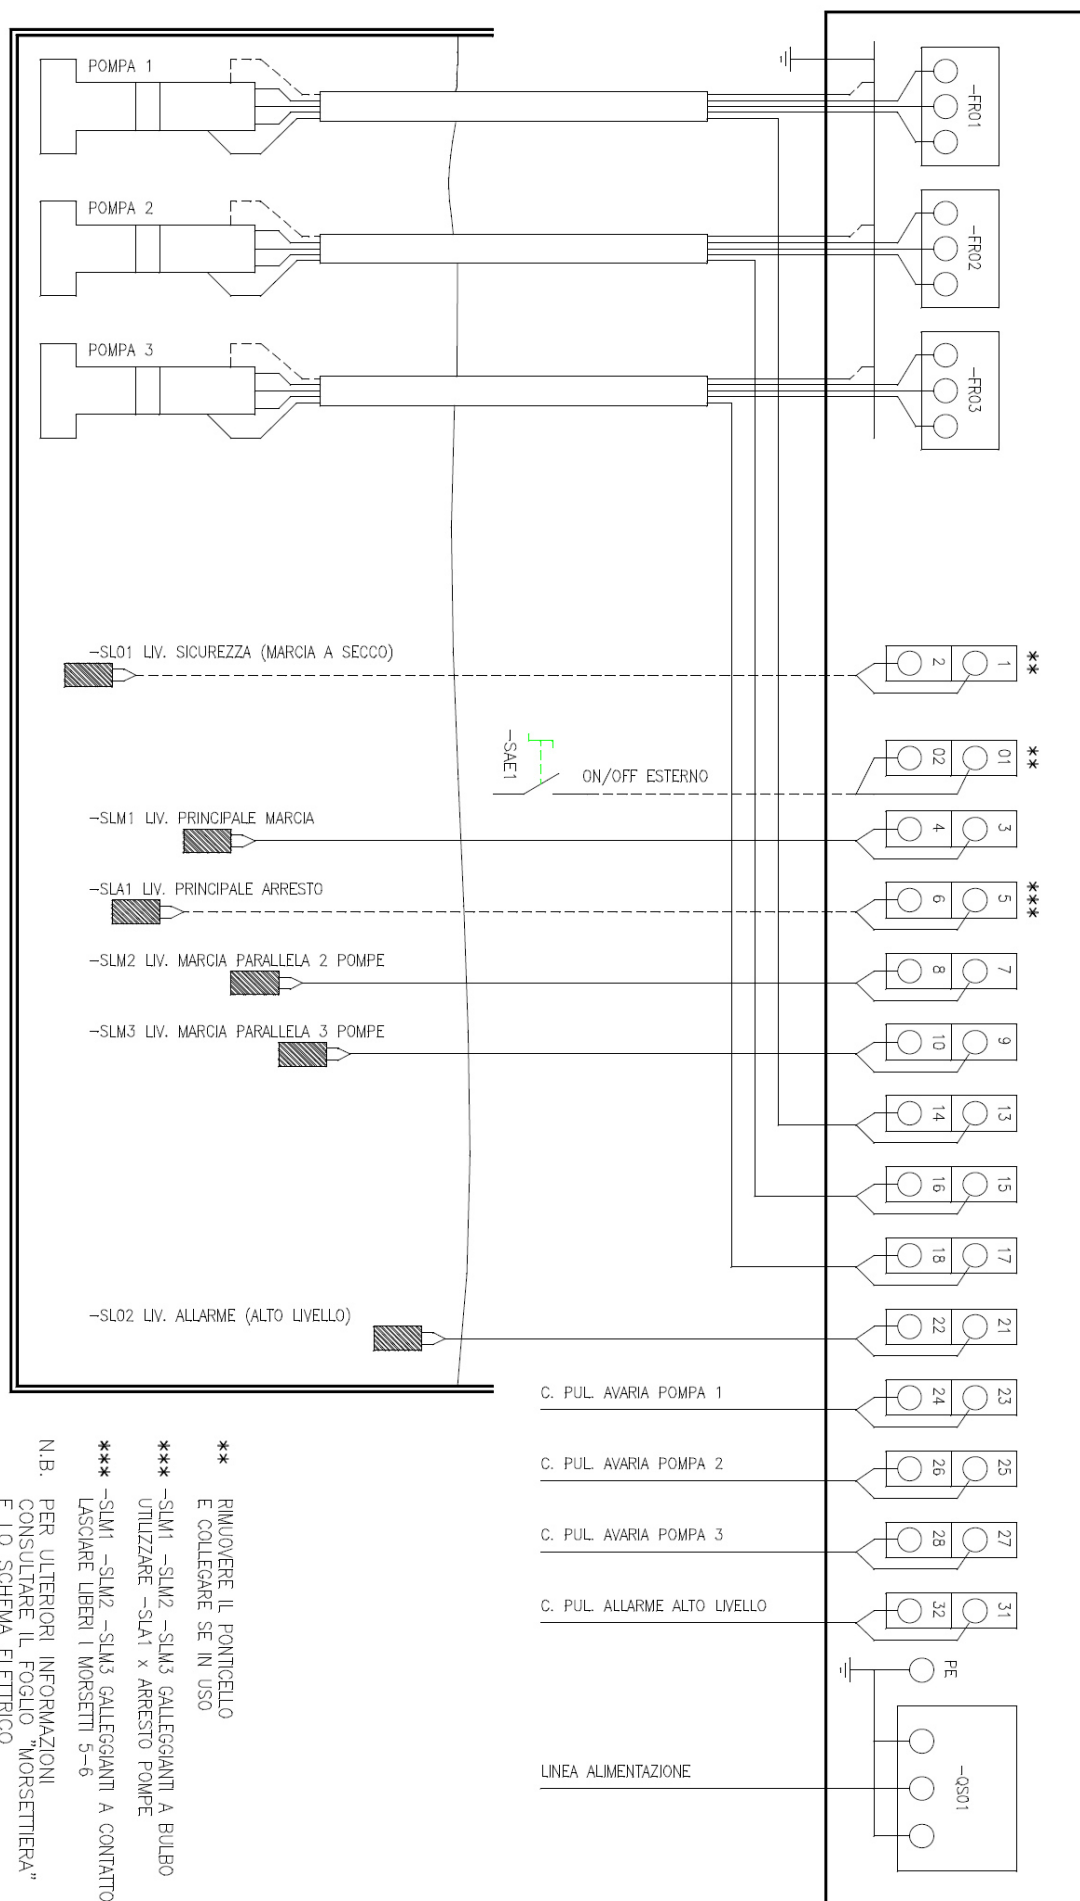 POMPA 1
-FR01
POMPA 2
-FR02
POMPA 3
-FR03
-SL01 LIV. SICUREZZA (MARCIA A SECCO)
2
1
**
-SAE1
ON/OFF ESTERNO
02
01
**
-SLM1 LIV. PRINCIPALE MARCIA
4
3
-SLA1 LIV. PRINCIPALE ARRESTO
6
5
***
-SLM2 LIV. MARCIA PARALLELA 2 POMPE
8
7
-SLM3 LIV. MARCIA PARALLELA 3 POMPE
10
9
14
13
16
15
18
17
-SL02 LIV. ALLARME (ALTO LIVELLO)
22
21
C. PUL. AVARIA POMPA 1
24
23
C. PUL. AVARIA POMPA 2
26
25
C. PUL. AVARIA POMPA 3
28
27
C. PUL. ALLARME ALTO LIVELLO
32
31
PE
LINEA ALIMENTAZIONE
-QS01
** RIMUOVERE IL PONTICELLO
E COLLEGARE SE IN USO
*** -SLM1 -SLM2 -SLM3 GALLEGGIANTI A BULBO
UTILIZZARE -SLA1 x ARRESTO POMPE
*** -SLM1 -SLM2 -SLM3 GALLEGGIANTI A CONTATTO
LASCIARE LIBERI I MORSETTI 5-6
N.B. PER ULTERIORI INFORMAZIONI
CONSULTARE IL FOGLIO "MORSETTIERA"
E LO SCHEMA ELETTRICO